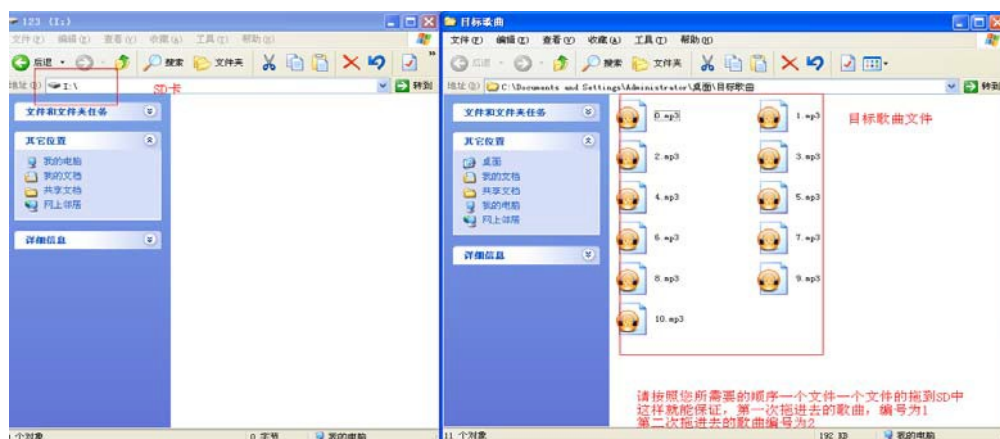 123 (I:)
文件(F) 编辑(E) 查看(V) 收藏(A) 工具(T) 帮助(H)
后退 搜索 文件夹
地址(D) I:\ 转到
SD卡
文件和文件夹任务
其它位置
我的电脑
我的文档
共享文档
网上邻居
详细信息
个对象 0 字节 我的电脑
目标歌曲
文件(F) 编辑(E) 查看(V) 收藏(A) 工具(T) 帮助(H)
后退 搜索 文件夹
地址(D) C:\Documents and Settings\Administrator\桌面\目标歌曲 转到
文件和文件夹任务
其它位置
桌面
我的文档
共享文档
我的电脑
网上邻居
详细信息
0.mp3 1.mp3
目标歌曲文件
2.mp3 3.mp3
4.mp3 5.mp3
6.mp3 7.mp3
8.mp3 9.mp3
10.mp3
请按照您所需要的顺序一个文件一个文件的拖到SD中
这样就能保证，第一次拖进去的歌曲，编号为1
第二次拖进去的歌曲编号为2
11 个对象 192 KB 我的电脑